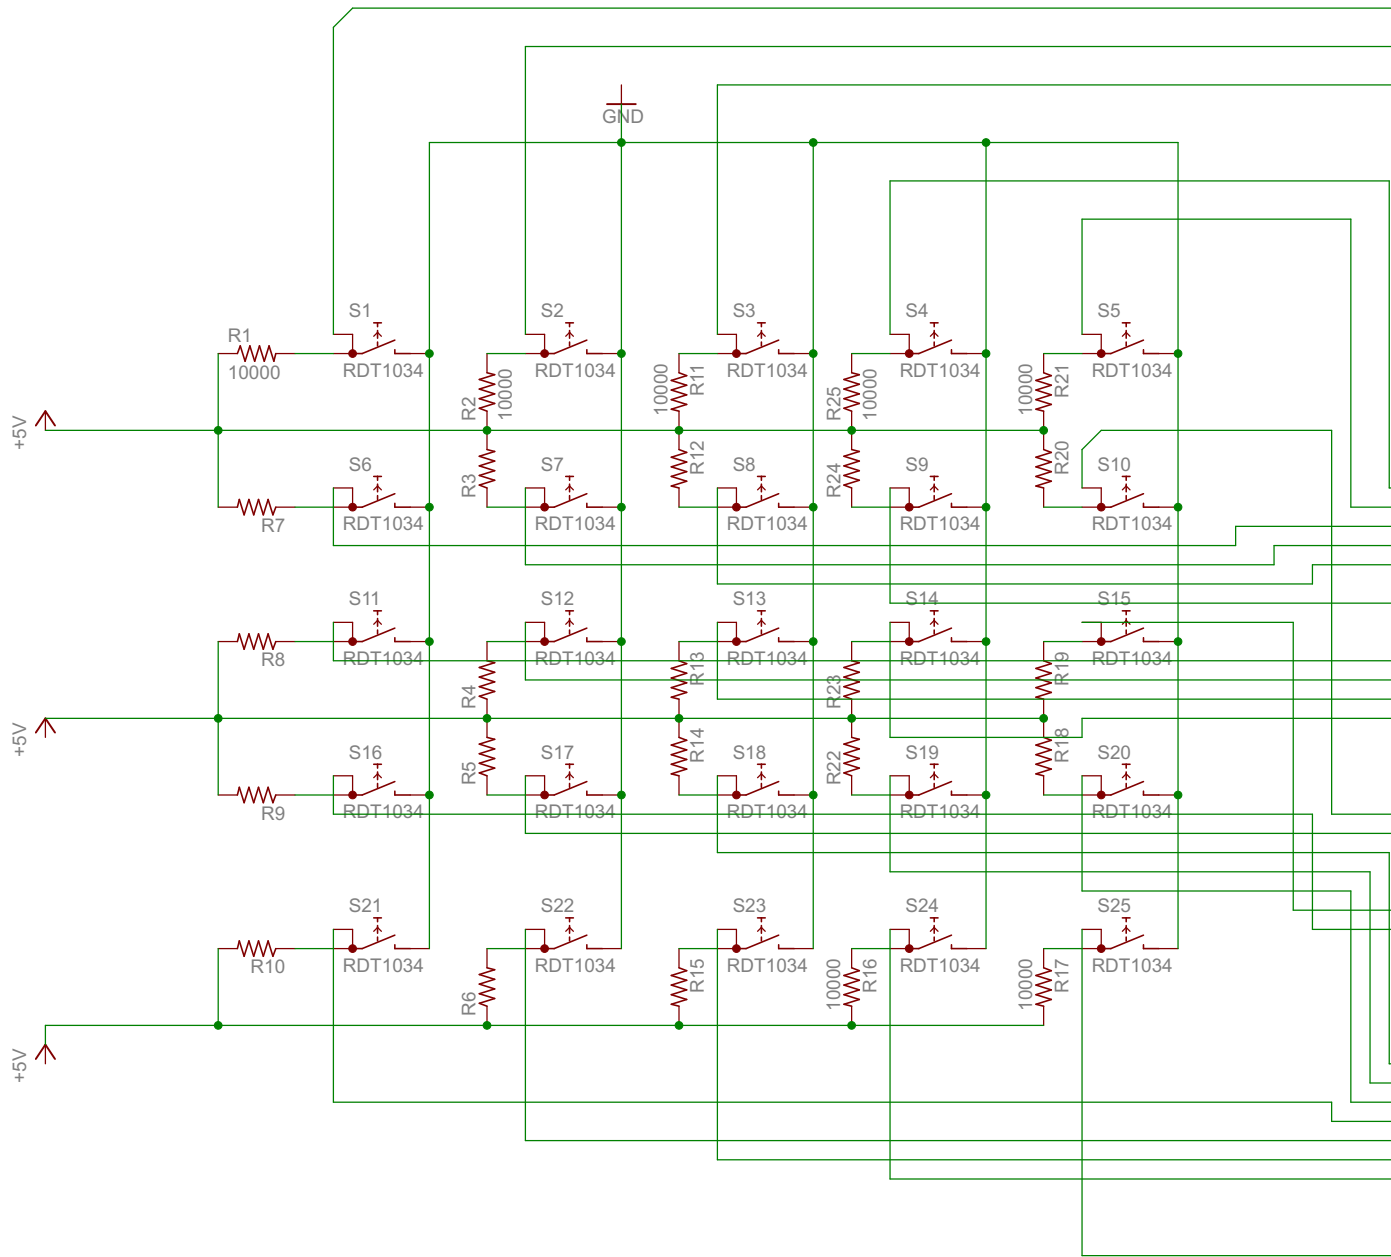 GND
S1
S2
S3
S4
S5
R1
10000
RDT1034
RDT1034
RDT1034
RDT1034
RDT1034
R2
10000
10000
R11
R25
10000
10000
R21
+5V
S6
S7
S8
S9
S10
R3
R12
R24
R20
R7
RDT1034
RDT1034
RDT1034
RDT1034
RDT1034
S11
S12
S13
S14
S15
R8
RDT1034
RDT1034
RDT1034
RDT1034
RDT1034
R4
R13
R23
R19
+5V
S16
S17
S18
S19
S20
R5
R14
R22
R18
R9
RDT1034
RDT1034
RDT1034
RDT1034
RDT1034
S21
S22
S23
S24
S25
R10
RDT1034
RDT1034
RDT1034
RDT1034
RDT1034
R6
R15
10000
R16
10000
R17
+5V